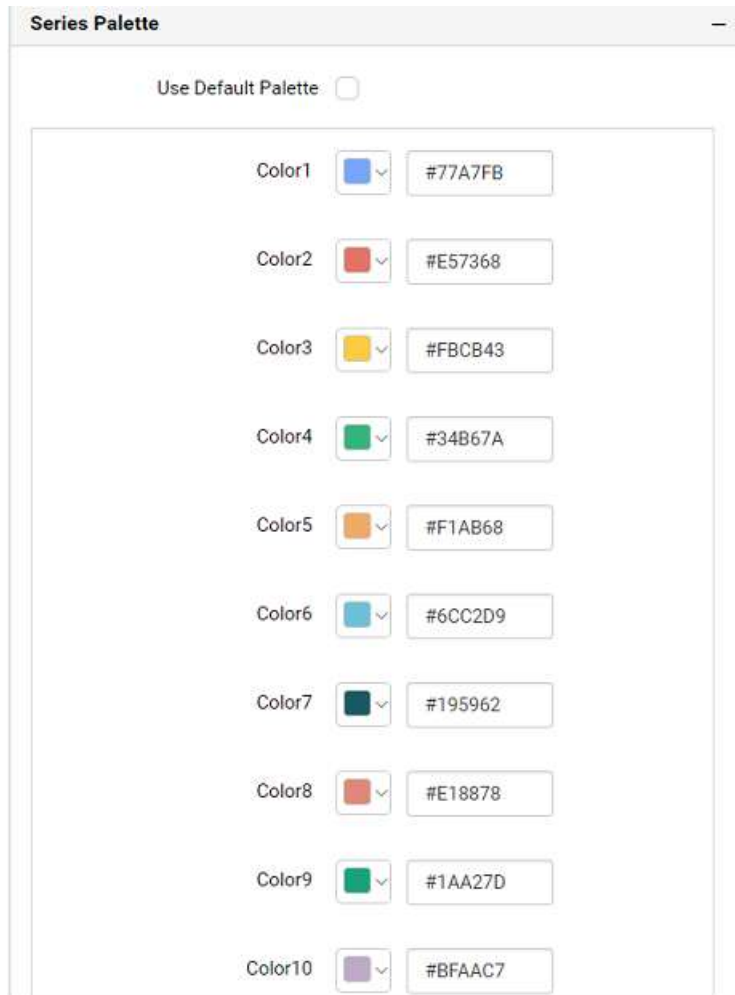 Series Palette
Use Default Palette
Color1 #77A7FB
Color2 #E57368
Color3 #FBCB43
Color4 #34B67A
Color5 #F1AB68
Color6 #6CC2D9
Color7 #195962
Color8 #E18878
Color9 #1AA27D
Color10 #BFAAC7